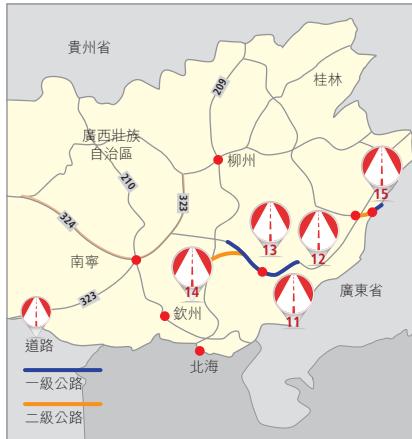 貴州省
桂林
209
廣西壯族
自治區
柳州
210
323
324
15
13
12
南寧
14
廣東省
323
11
欽州
道路
北海
一級公路
二級公路